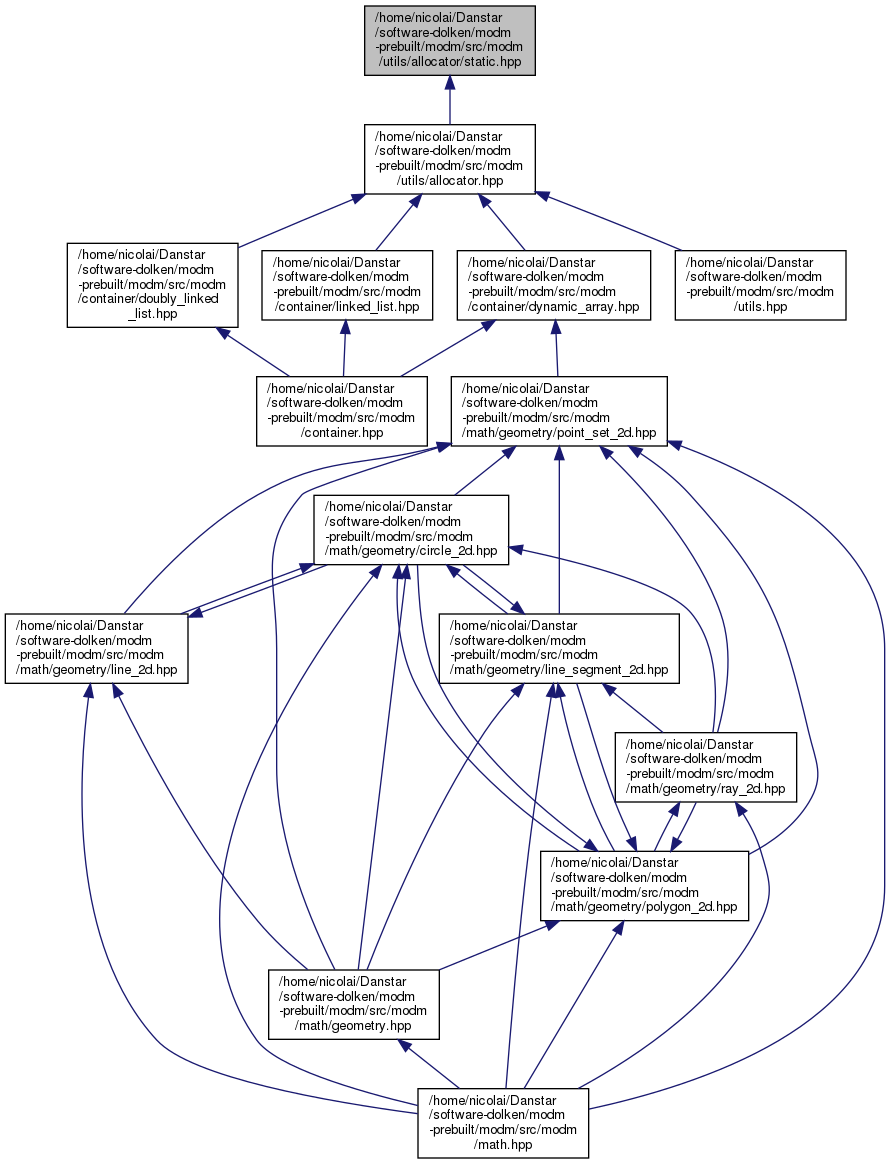 /home/nicolai/Danstar
/software-dolken/modm
-prebuilt/modm/src/modm
/utils/allocator/static.hpp
/home/nicolai/Danstar
/software-dolken/modm
-prebuilt/modm/src/modm
/utils/allocator.hpp
/home/nicolai/Danstar
/software-dolken/modm
-prebuilt/modm/src/modm
/container/doubly_linked
_list.hpp
/home/nicolai/Danstar
/software-dolken/modm
-prebuilt/modm/src/modm
/container/linked_list.hpp
/home/nicolai/Danstar
/software-dolken/modm
-prebuilt/modm/src/modm
/container/dynamic_array.hpp
/home/nicolai/Danstar
/software-dolken/modm
-prebuilt/modm/src/modm
/utils.hpp
/home/nicolai/Danstar
/software-dolken/modm
-prebuilt/modm/src/modm
/container.hpp
/home/nicolai/Danstar
/software-dolken/modm
-prebuilt/modm/src/modm
/math/geometry/point_set_2d.hpp
/home/nicolai/Danstar
/software-dolken/modm
-prebuilt/modm/src/modm
/math/geometry/circle_2d.hpp
/home/nicolai/Danstar
/software-dolken/modm
-prebuilt/modm/src/modm
/math/geometry/line_2d.hpp
/home/nicolai/Danstar
/software-dolken/modm
-prebuilt/modm/src/modm
/math/geometry/line_segment_2d.hpp
/home/nicolai/Danstar
/software-dolken/modm
-prebuilt/modm/src/modm
/math/geometry/ray_2d.hpp
/home/nicolai/Danstar
/software-dolken/modm
-prebuilt/modm/src/modm
/math/geometry/polygon_2d.hpp
/home/nicolai/Danstar
/software-dolken/modm
-prebuilt/modm/src/modm
/math/geometry.hpp
/home/nicolai/Danstar
/software-dolken/modm
-prebuilt/modm/src/modm
/math.hpp